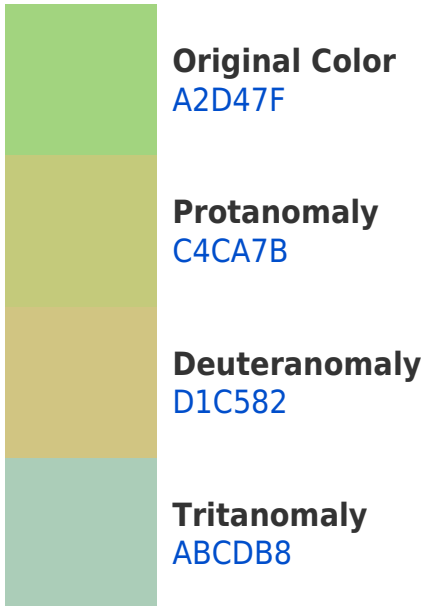 Original Color
A2D47F
Protanomaly
C4CA7B
Deuteranomaly
D1C582
Tritanomaly
ABCDB8